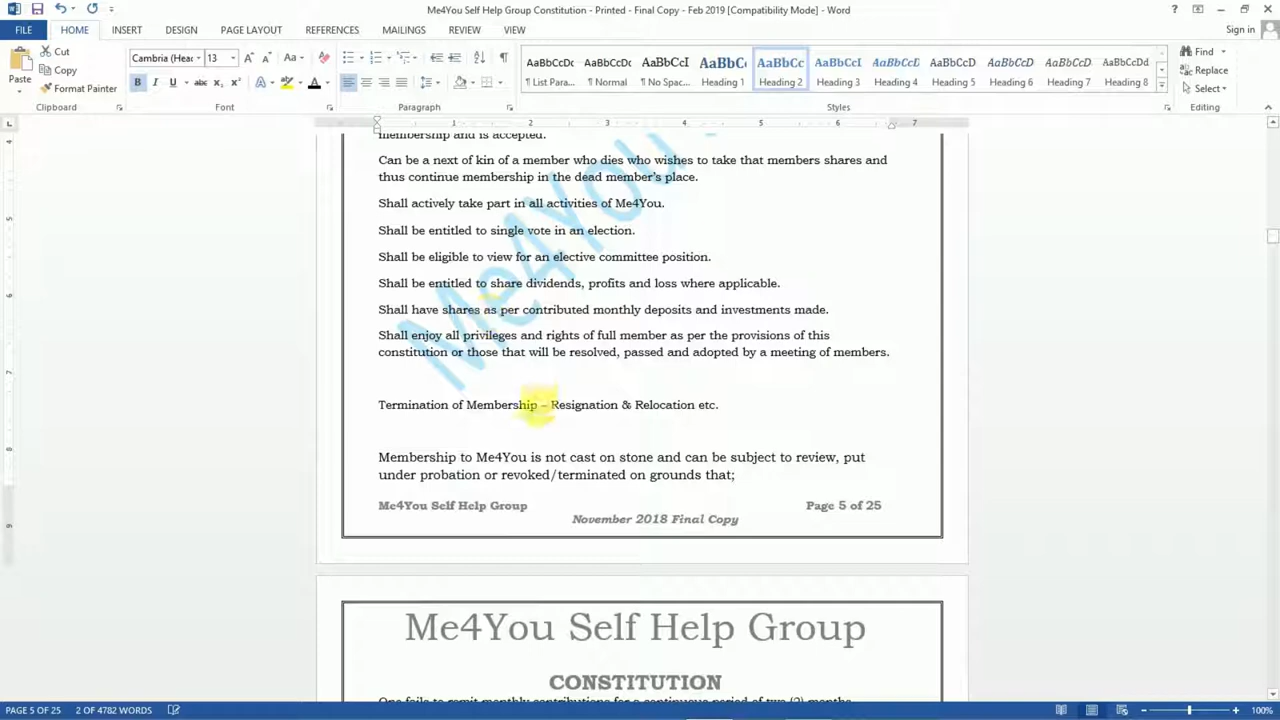 Me4You Self Help Group Constitution - Printed - Final Copy - Feb 2019 [Compatibility Mode] - Word
FILE HOME INSERT DESIGN PAGE LAYOUT REFERENCES MAILINGS REVIEW VIEW Sign in
Paste
Cut
Copy
Format Painter
Clipboard
Cambria (Hea 13
Font
Paragraph
AaBbCcDc AaBbCcDc AaBbCcI AaBbC AaBbCc AaBbCcI AaBbCcD AaBbCcD AaBbCcD AaBbCcD AaBbCcD
¶ List Para... ¶ Normal ¶ No Spac... Heading 1 Heading 2 Heading 3 Heading 4 Heading 5 Heading 6 Heading 7 Heading 8
Styles
Find
Replace
Select
Editing
1 2 3 4 5 6 7
membership and is accepted.
Can be a next of kin of a member who dies who wishes to take that members shares and
thus continue membership in the dead member's place.
Shall actively take part in all activities of Me4You.
Shall be entitled to single vote in an election.
Shall be eligible to view for an elective committee position.
Shall be entitled to share dividends, profits and loss where applicable.
Shall have shares as per contributed monthly deposits and investments made.
Shall enjoy all privileges and rights of full member as per the provisions of this
constitution or those that will be resolved, passed and adopted by a meeting of members.
Termination of Membership – Resignation & Relocation etc.
Membership to Me4You is not cast on stone and can be subject to review, put
under probation or revoked/terminated on grounds that;
Me4You Self Help Group Page 5 of 25
November 2018 Final Copy
Me4You
Me4You Self Help Group
CONSTITUTION
One fails to remit monthly contributions for a continuous period of two (2) months
PAGE 5 OF 25 2 OF 4782 WORDS 100%